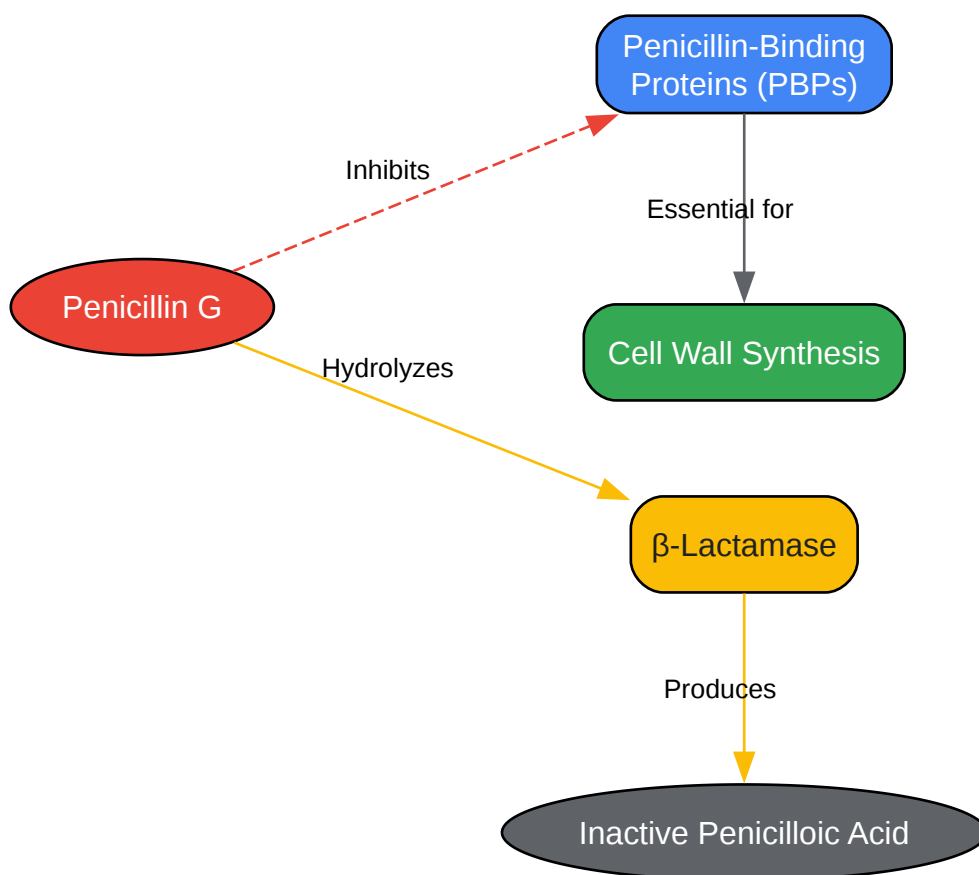 Penicillin-Binding
Proteins (PBPs)
Inhibits
Essential for
Penicillin G
Cell Wall Synthesis
Hydrolyzes
β-Lactamase
Produces
Inactive Penicilloic Acid